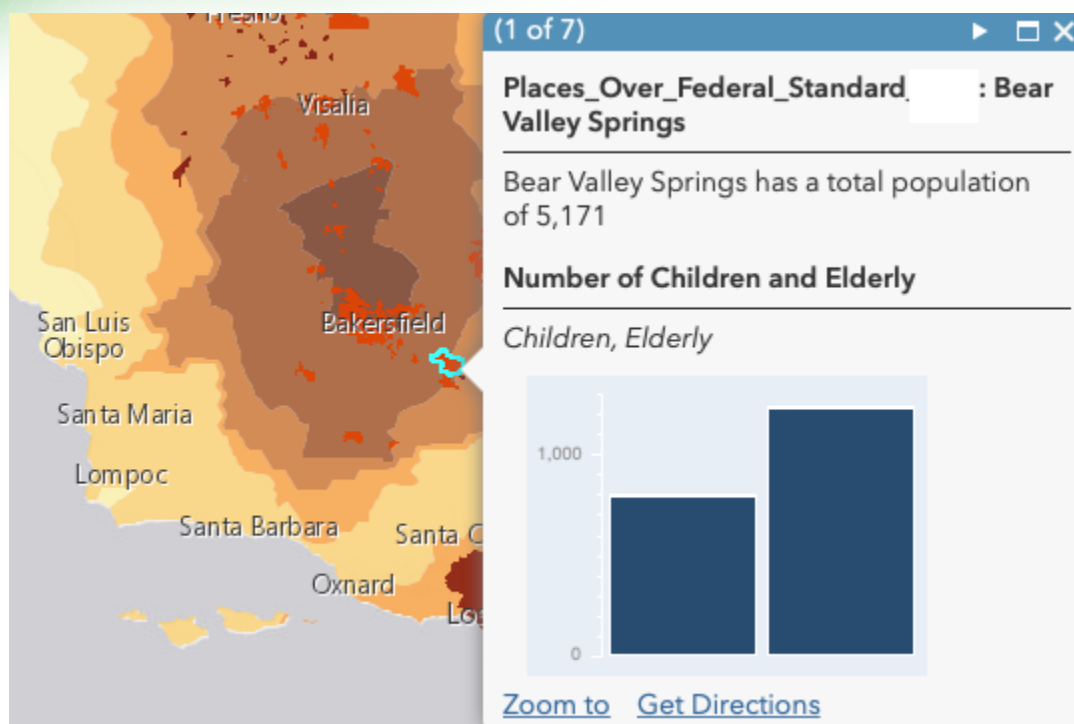 Fresno
Visalia
Bakersfield
San Luis
Obispo
Santa Maria
Lompoc
Santa Barbara
Santa C
Oxnard
(1 of 7)
Places_Over_Federal_Standard_ : Bear
Valley Springs
Bear Valley Springs has a total population
of 5,171
Number of Children and Elderly
Children, Elderly
1,000
0
Zoom to Get Directions